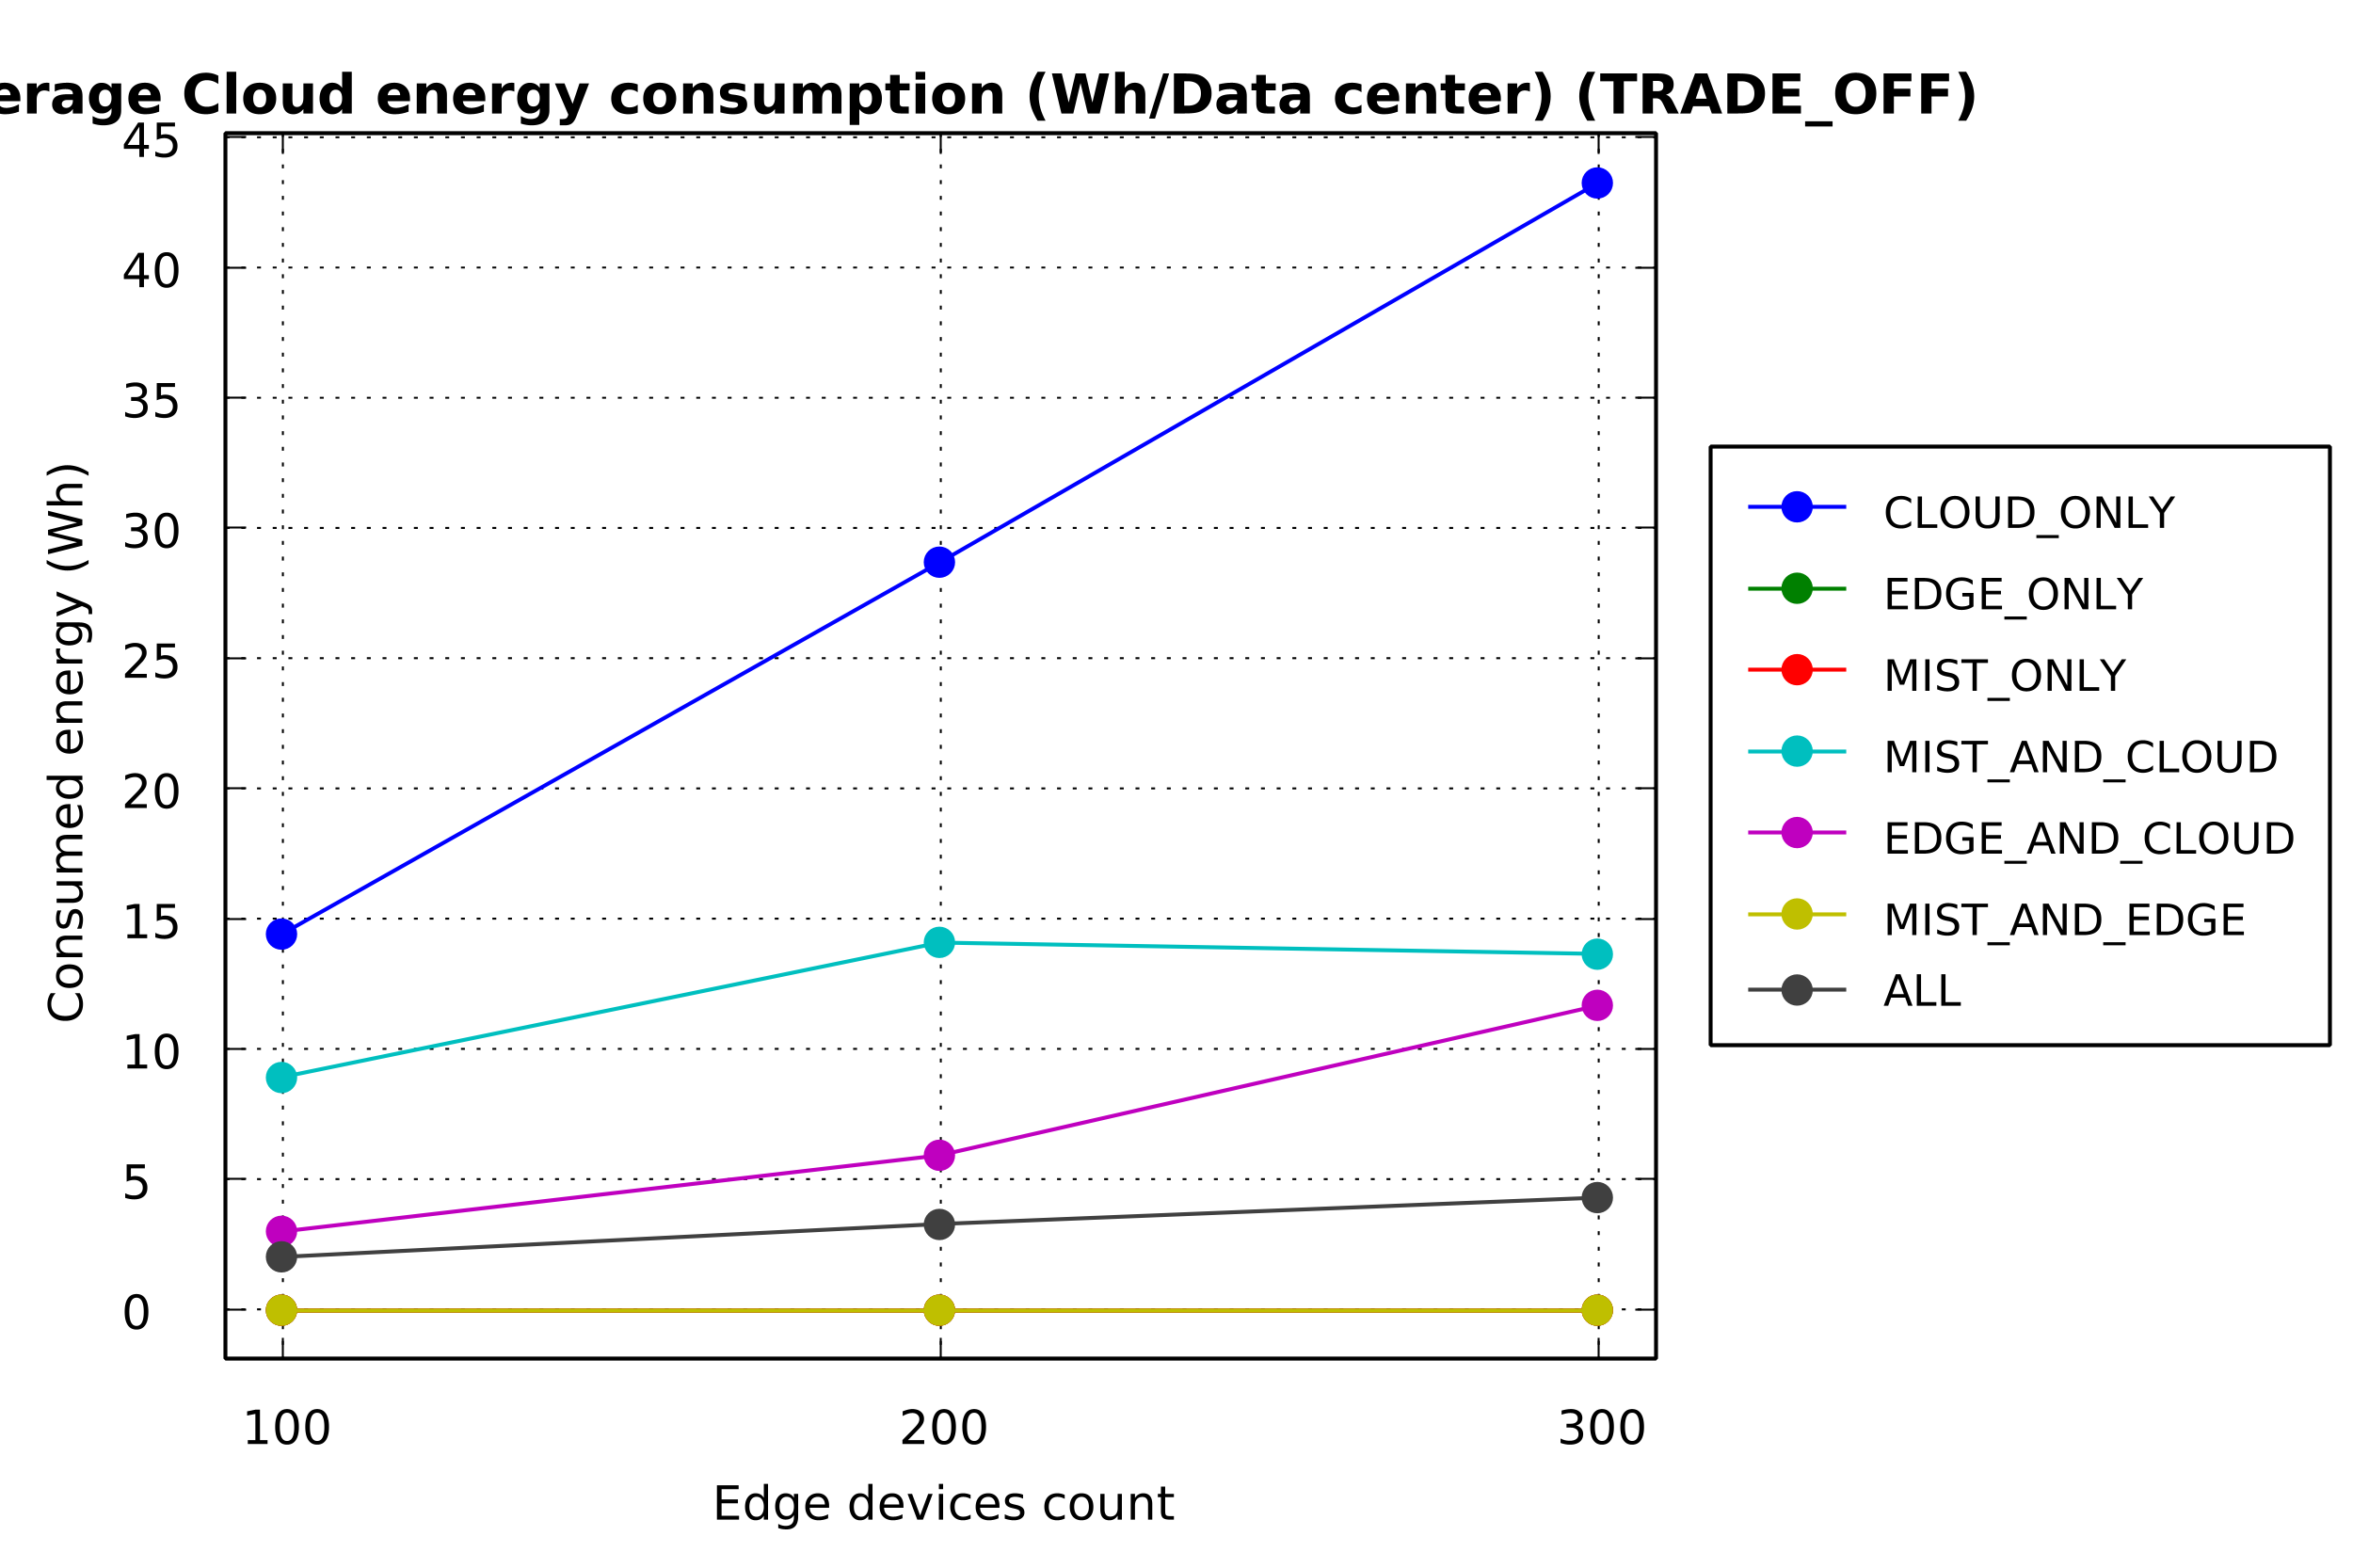 erage Cloud energy consumption (Wh/Data center) (TRADE_OFF)
45
40
35
30
25
20
15
10
5
0
Consumed energy (Wh)
100 200 300
Edge devices count
CLOUD_ONLY
EDGE_ONLY
MIST_ONLY
MIST_AND_CLOUD
EDGE_AND_CLOUD
MIST_AND_EDGE
ALL